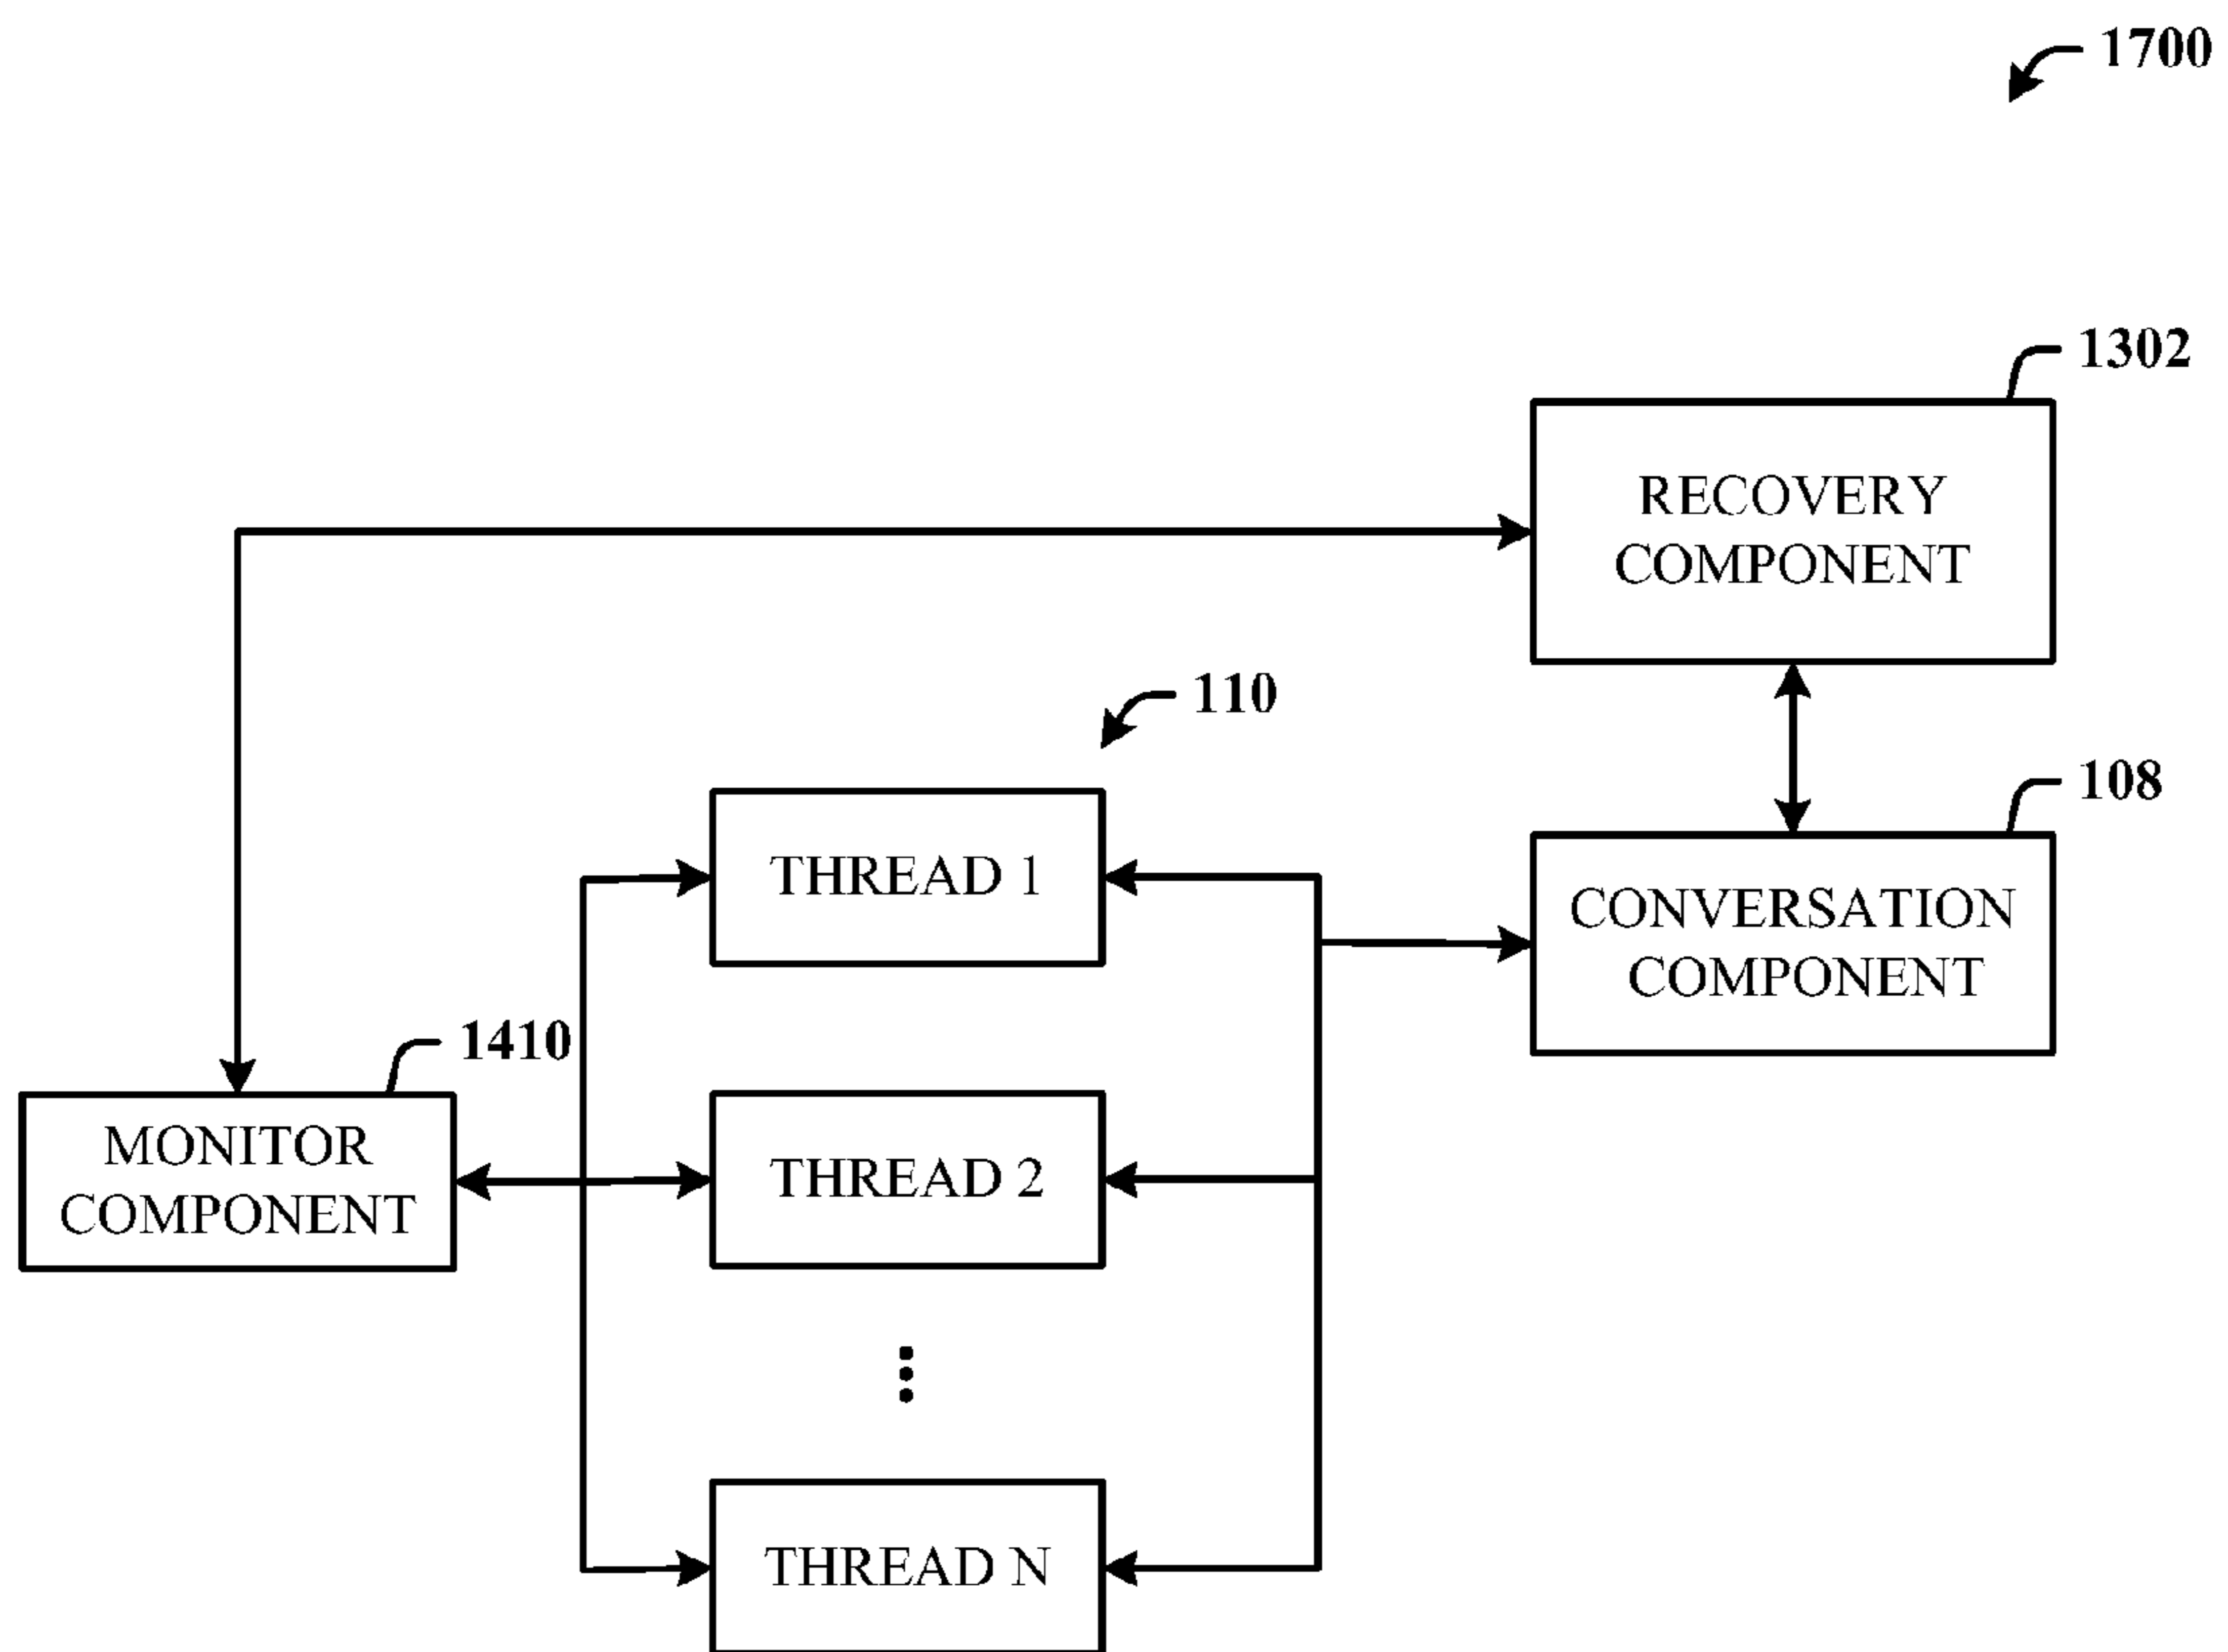 1700
1302
RECOVERY
COMPONENT
110
108
THREAD 1
CONVERSATION
COMPONENT
1410
MONITOR
COMPONENT
THREAD 2
THREAD N